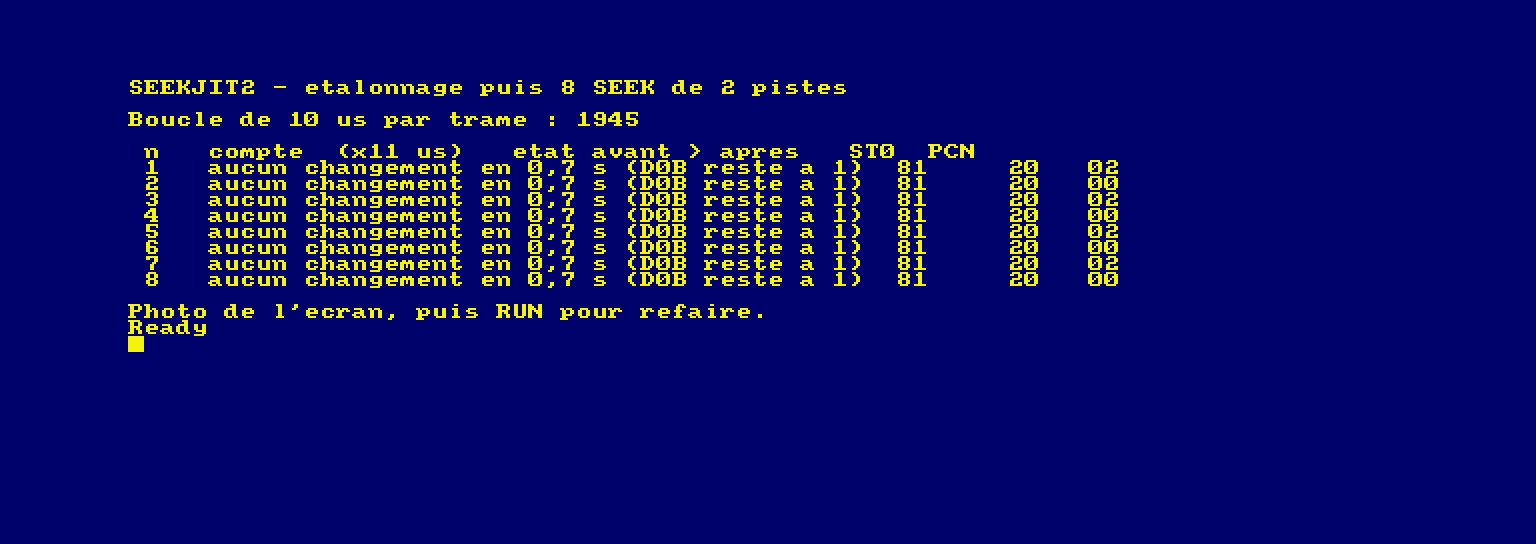 SEEKJIT2 - etalonnage puis 8 SEEK de 2 pistes
Boucle de 10 us par trame : 1945
n compte (x11 us) etat avant > apres ST0 PCN
1 aucun changement en 0,7 s (D0B reste a 1) 81 20 02
2 aucun changement en 0,7 s (D0B reste a 1) 81 20 00
3 aucun changement en 0,7 s (D0B reste a 1) 81 20 02
4 aucun changement en 0,7 s (D0B reste a 1) 81 20 00
5 aucun changement en 0,7 s (D0B reste a 1) 81 20 02
6 aucun changement en 0,7 s (D0B reste a 1) 81 20 00
7 aucun changement en 0,7 s (D0B reste a 1) 81 20 02
8 aucun changement en 0,7 s (D0B reste a 1) 81 20 00
Photo de l'ecran, puis RUN pour refaire.
Ready